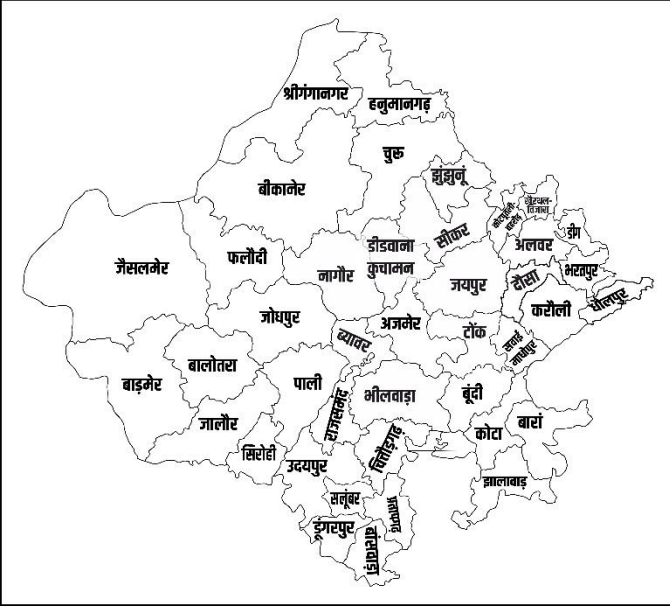 श्रीगंगानगर
हनुमानगढ़
चुरू
झुंझुनूं
बीकानेर
कोटपूतली-
बहरोड़
खैरथल-
तिजारा
सीकर
डीग
अलवर
डीडवाना
कुचामन
फलौदी
जैसलमेर
नागौर
जयपुर
दौसा
भरतपुर
धौलपुर
करौली
जोधपुर
अजमेर
टोंक
ब्यावर
सवाई
माधोपुर
बालोतरा
बाड़मेर
पाली
राजसमंद
भीलवाड़ा
बूंदी
जालौर
बारां
कोटा
चित्तौड़गढ़
सिरोही
उदयपुर
झालावाड़
सलूंबर
प्रतापगढ़
डूंगरपुर
बांसवाड़ा